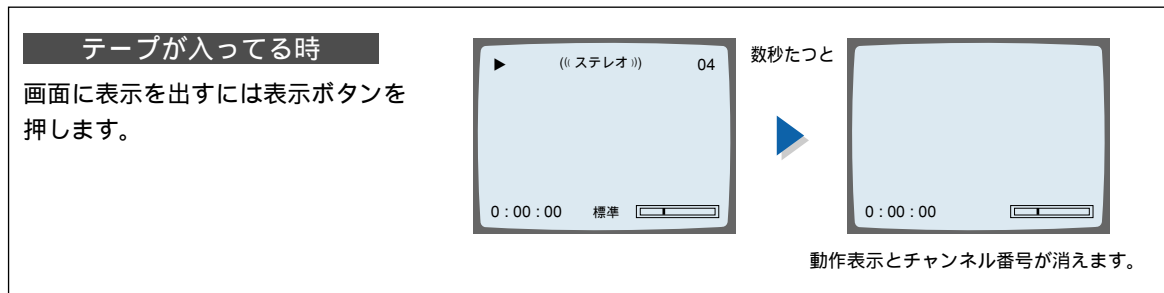 テープが入ってる時
画面に表示を出すには表示ボタンを
押します。
▶ (( ステレオ )) 04
0 : 00 : 00 標準
数秒たつと
0 : 00 : 00
動作表示とチャンネル番号が消えます。